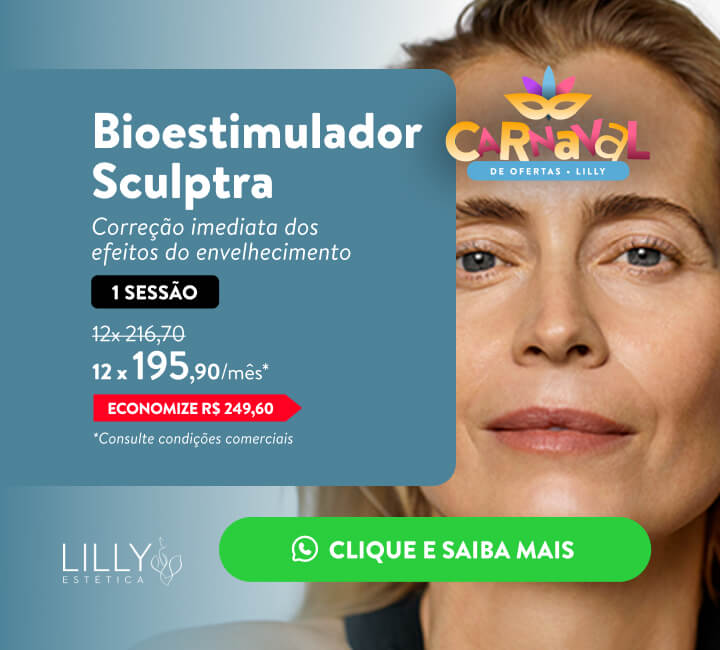 CARNAVAL
DE OFERTAS • LILLY
Bioestimulador
Sculptra
Correção imediata dos
efeitos do envelhecimento
1 SESSÃO
12x 216,70
12 x 195,90/mês*
ECONOMIZE R$ 249,60
*Consulte condições comerciais
CLIQUE E SAIBA MAIS
LILLY
ESTÉTICA